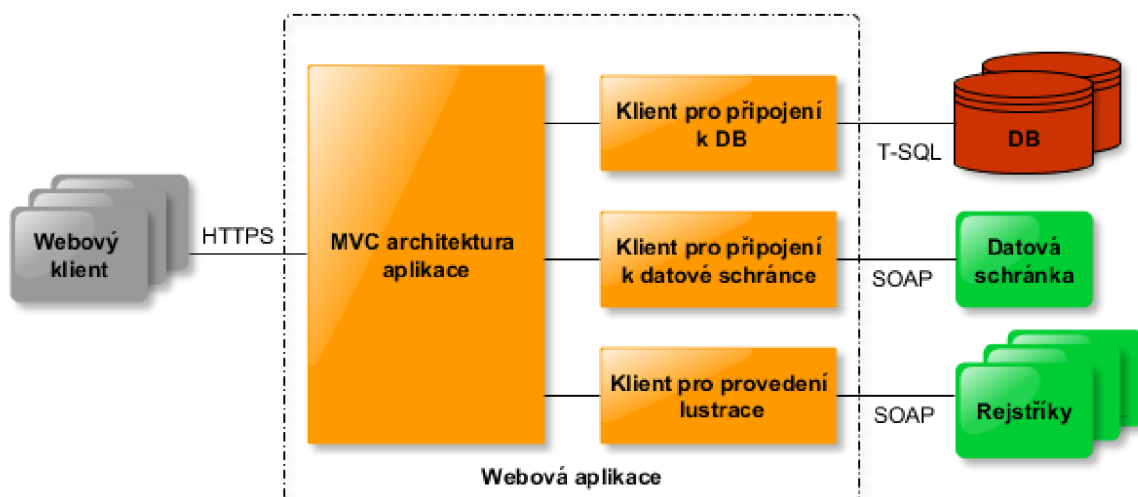 Webový
klient
HTTPS
MVC architektura
aplikace
Klient pro připojení
k DB
T-SQL
DB
Klient pro připojení
k datové schránce
SOAP
Datová
schránka
Klient pro provedení
lustrace
SOAP
Rejstříky
Webová aplikace